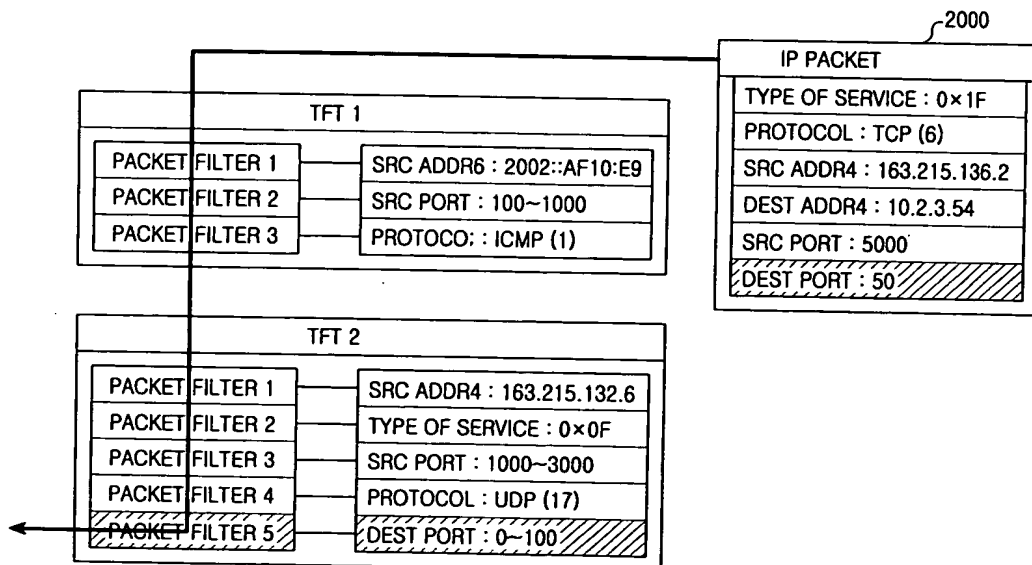 2000
IP PACKET
TYPE OF SERVICE : 0×1F
PROTOCOL : TCP (6)
SRC ADDR4 : 163.215.136.2
DEST ADDR4 : 10.2.3.54
SRC PORT : 5000
DEST PORT : 50
TFT 1
PACKET FILTER 1 SRC ADDR6 : 2002::AF10:E9
PACKET FILTER 2 SRC PORT : 100~1000
PACKET FILTER 3 PROTOCO; : ICMP (1)
TFT 2
PACKET FILTER 1 SRC ADDR4 : 163.215.132.6
PACKET FILTER 2 TYPE OF SERVICE : 0×0F
PACKET FILTER 3 SRC PORT : 1000~3000
PACKET FILTER 4 PROTOCOL : UDP (17)
PACKET FILTER 5 DEST PORT : 0~100